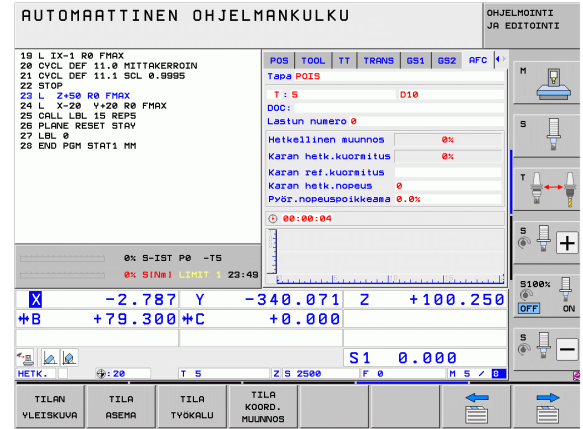 AUTOMAATTINEN OHJELMANKULKU
OHJELMOINTI
JA EDITOINTI
19 L IX-1 R0 FMAX
20 CYCL DEF 11.0 MITTAKERROIN
21 CYCL DEF 11.1 SCL 0.9995
22 STOP
23 L Z+50 R0 FMAX
24 L X-20 Y+20 R0 FMAX
25 CALL LBL 15 REP5
26 PLANE RESET STAY
27 LBL 0
28 END PGM STAT1 MM
POS TOOL TT TRANS GS1 GS2 AFC
Tapa POIS
T : 5 D10
DOC:
Lastun numero 0
Hetkellinen muunnos 0%
Karan hetk.kuormitus 0%
Karan ref.kuormitus
Karan hetk.nopeus 0
Pyör.nopeuspoikkeama 0.0%
00:00:04
0% S-IST P0 -T5
0% S[Nm] LIMIT 1 23:49
X -2.787 Y -340.071 Z +100.250
B +79.300 C +0.000
S1 0.000
HETK. :20 T 5 Z S 2500 F 0 M 5 / 8
M
S
T
S
S100%
OFF ON
S
TILAN
YLEISKUVA
TILA
ASEMA
TILA
TYÖKALU
TILA
KOORD.
MUUNNOS